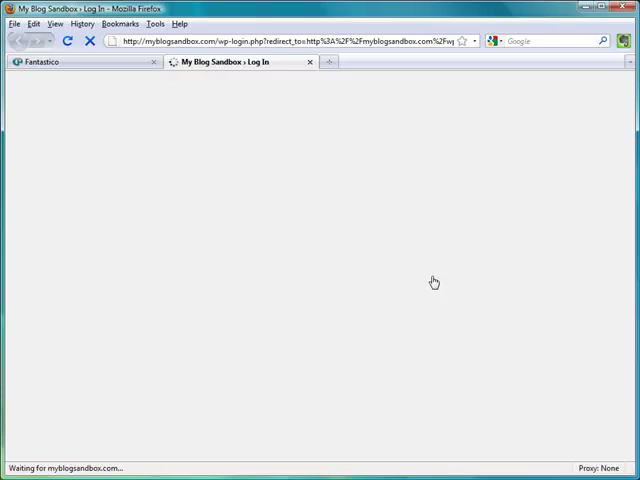 My Blog Sandbox › Log In - Mozilla Firefox
File Edit View History Bookmarks Tools Help
http://myblogsandbox.com/wp-login.php?redirect_to=http%3A%2F%2Fmyblogsandbox.com%2Fwp
Google
Fantastico
My Blog Sandbox › Log In
Waiting for myblogsandbox.com...
Proxy: None